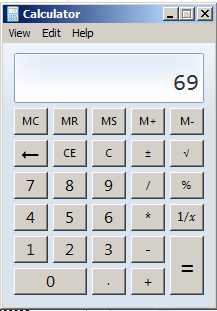 Calculator
View Edit Help
69
MC MR MS M+ M-
← CE C ± √
7 8 9 / %
4 5 6 * 1/x
1 2 3 - =
0 . +